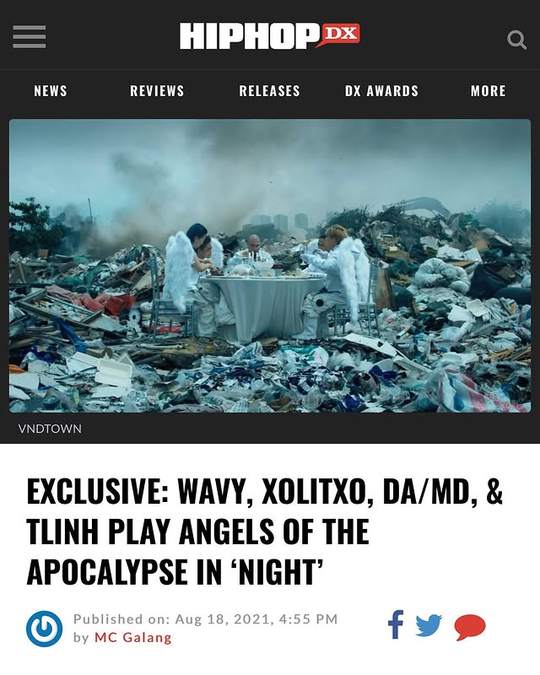 HIPHOP DX
NEWS REVIEWS RELEASES DX AWARDS MORE
VNDTOWN
EXCLUSIVE: WAVY, XOLITXO, DA/MD, &
TLINH PLAY ANGELS OF THE
APOCALYPSE IN ‘NIGHT’
Published on: Aug 18, 2021, 4:55 PM
by MC Galang